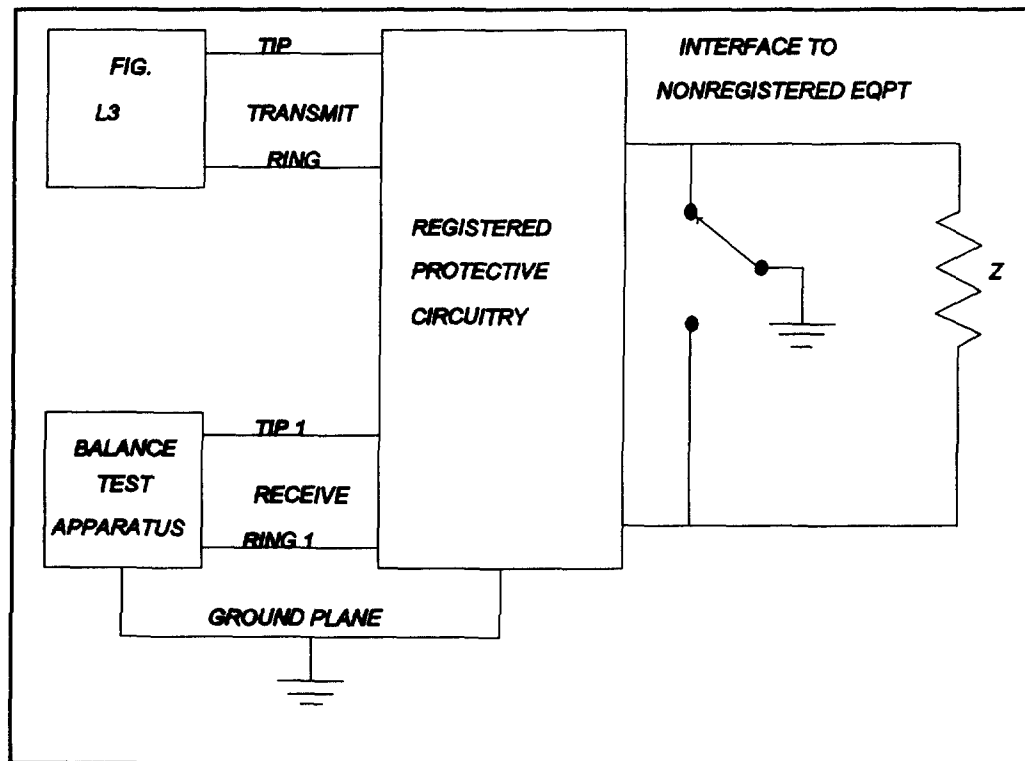 FIG.
L3
TIP
TRANSMIT
RING
REGISTERED
PROTECTIVE
CIRCUITRY
INTERFACE TO
NONREGISTERED EQPT
Z
BALANCE
TEST
APPARATUS
TIP 1
RECEIVE
RING 1
GROUND PLANE